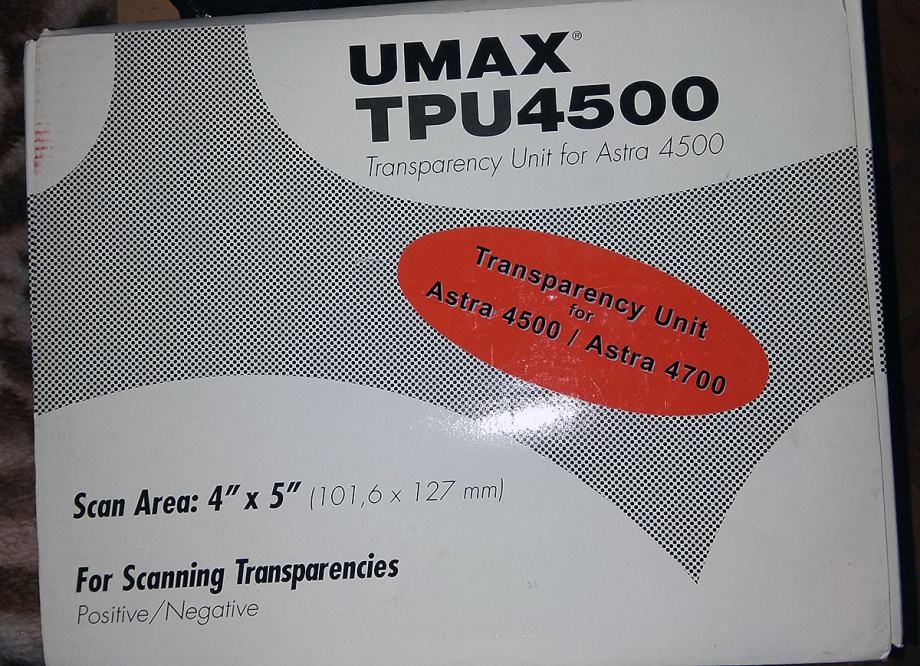 UMAX®
TPU4500
Transparency Unit for Astra 4500
Transparency Unit
for
Astra 4500 / Astra 4700
Scan Area: 4” x 5” (101,6 x 127 mm)
For Scanning Transparencies
Positive/Negative